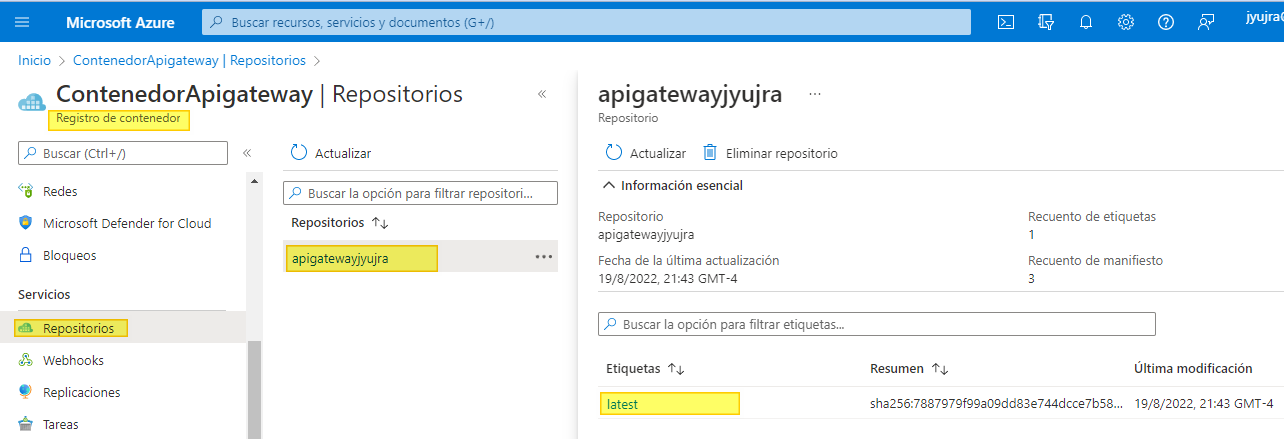 Microsoft Azure
Buscar recursos, servicios y documentos (G+/)
jyujra@
Inicio > ContenedorApigateway | Repositorios >
ContenedorApigateway | Repositorios
Registro de contenedor
Buscar (Ctrl+/)
Redes
Microsoft Defender for Cloud
Bloqueos
Servicios
Repositorios
Webhooks
Replicaciones
Tareas
Actualizar
Buscar la opción para filtrar repositori...
Repositorios
apigatewayjyujra
apigatewayjyujra
Repositorio
Actualizar
Eliminar repositorio
Información esencial
Repositorio
apigatewayjyujra
Fecha de la última actualización
19/8/2022, 21:43 GMT-4
Recuento de etiquetas
1
Recuento de manifiesto
3
Buscar la opción para filtrar etiquetas...
Etiquetas Resumen Última modificación
latest sha256:7887979f99a09dd83e744dcce7b58... 19/8/2022, 21:43 GMT-4